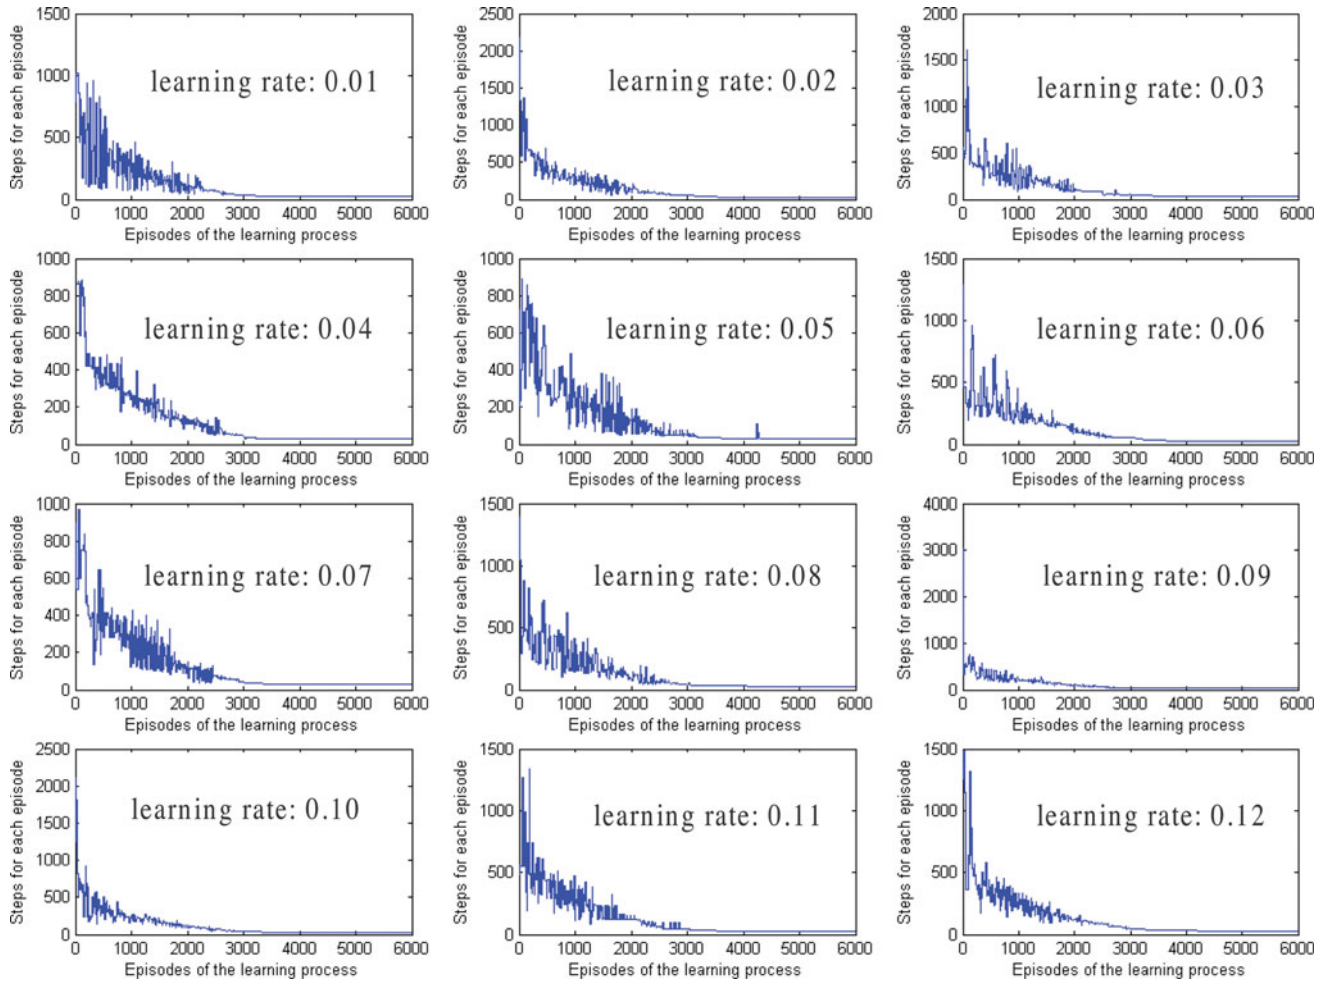 1500
1000
500
0
Steps for each episode
learning rate: 0.01
0 1000 2000 3000 4000 5000 6000
Episodes of the learning process
2500
2000
1500
1000
500
0
Steps for each episode
learning rate: 0.02
0 1000 2000 3000 4000 5000 6000
Episodes of the learning process
2000
1500
1000
500
0
Steps for each episode
learning rate: 0.03
0 1000 2000 3000 4000 5000 6000
Episodes of the learning process
1000
800
600
400
200
0
Steps for each episode
learning rate: 0.04
0 1000 2000 3000 4000 5000 6000
Episodes of the learning process
1000
800
600
400
200
0
Steps for each episode
learning rate: 0.05
0 1000 2000 3000 4000 5000 6000
Episodes of the learning process
1500
1000
500
0
Steps for each episode
learning rate: 0.06
0 1000 2000 3000 4000 5000 6000
Episodes of the learning process
1000
800
600
400
200
0
Steps for each episode
learning rate: 0.07
0 1000 2000 3000 4000 5000 6000
Episodes of the learning process
1500
1000
500
0
Steps for each episode
learning rate: 0.08
0 1000 2000 3000 4000 5000 6000
Episodes of the learning process
4000
3000
2000
1000
0
Steps for each episode
learning rate: 0.09
0 1000 2000 3000 4000 5000 6000
Episodes of the learning process
2500
2000
1500
1000
500
0
Steps for each episode
learning rate: 0.10
0 1000 2000 3000 4000 5000 6000
Episodes of the learning process
1500
1000
500
0
Steps for each episode
learning rate: 0.11
0 1000 2000 3000 4000 5000 6000
Episodes of the learning process
1500
1000
500
0
Steps for each episode
learning rate: 0.12
0 1000 2000 3000 4000 5000 6000
Episodes of the learning process